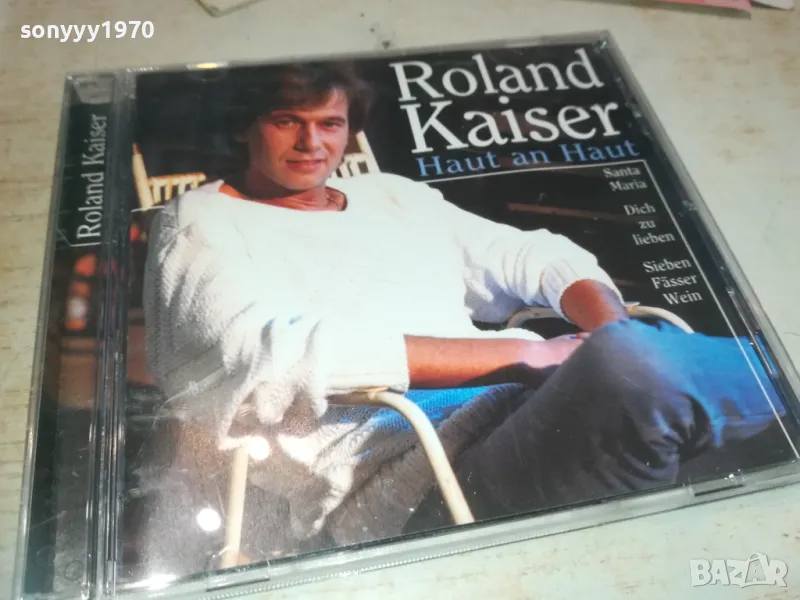 sonyyy1970
Roland Kaiser
Roland
Kaiser
Haut an Haut
Santa
Maria
Dich
zu
lieben
Sieben
Fässer
Wein
BAZAR